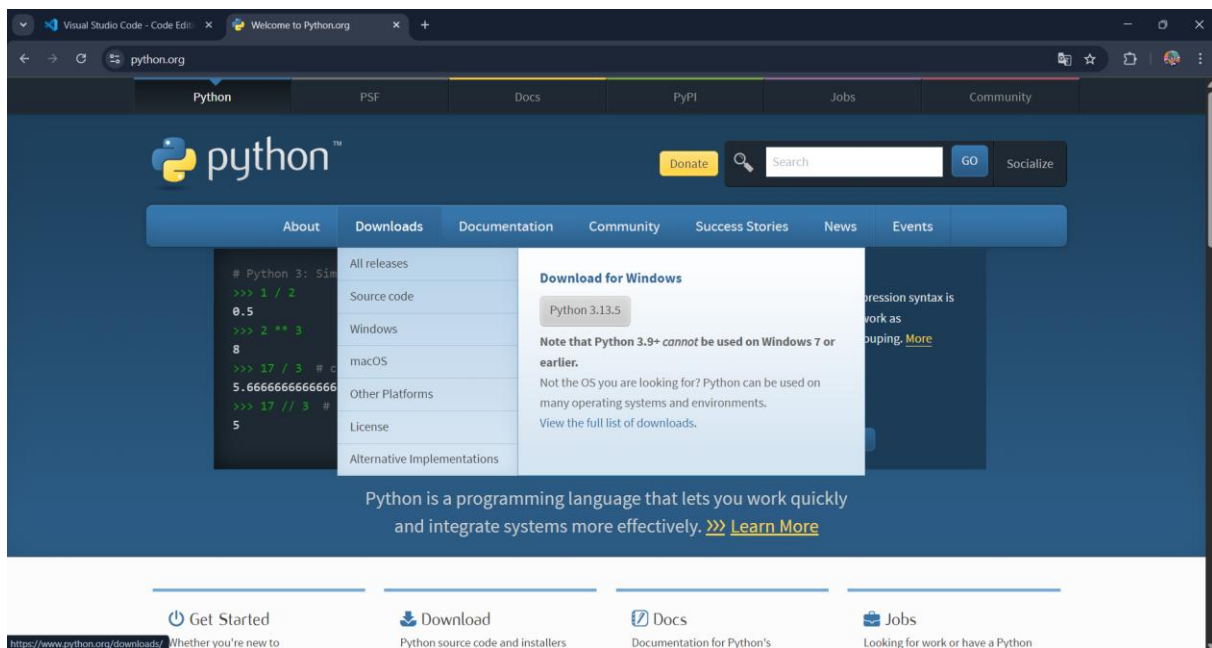 Visual Studio Code - Code Edit
Welcome to Python.org
python.org
Python
PSF
Docs
PyPI
Jobs
Community
python™
Donate
Search
GO
Socialize
About
Downloads
Documentation
Community
Success Stories
News
Events
# Python 3: Sim
>>> 1 / 2
0.5
>>> 2 ** 3
8
>>> 17 / 3 # c
5.666666666666
>>> 17 // 3 #
5
All releases
Source code
Windows
macOS
Other Platforms
License
Alternative Implementations
Download for Windows
Python 3.13.5
Note that Python 3.9+ cannot be used on Windows 7 or
earlier.
Not the OS you are looking for? Python can be used on
many operating systems and environments.
View the full list of downloads.
pression syntax is
work as
ouping. More
Python is a programming language that lets you work quickly
and integrate systems more effectively. >>> Learn More
Get Started
Whether you're new to
Download
Python source code and installers
Docs
Documentation for Python's
Jobs
Looking for work or have a Python
https://www.python.org/downloads/